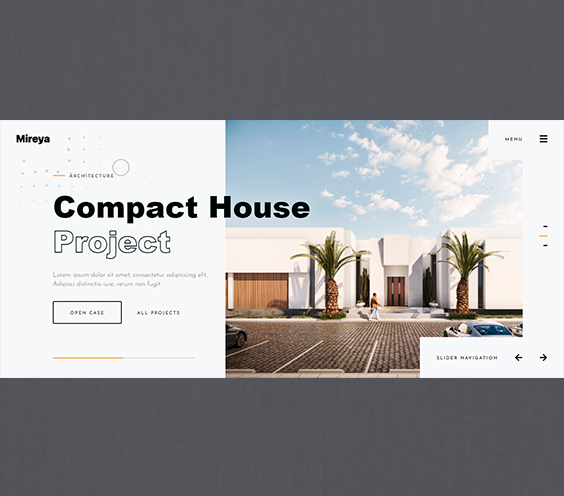 Mireya
MENU
ARCHITECTURE
Compact House
Project
Lorem ipsum dolor sit amet, consectetur adipisicing elit.
Adipisci distinctio iure, rerum non fugit.
OPEN CASE
ALL PROJECTS
SLIDER NAVIGATION